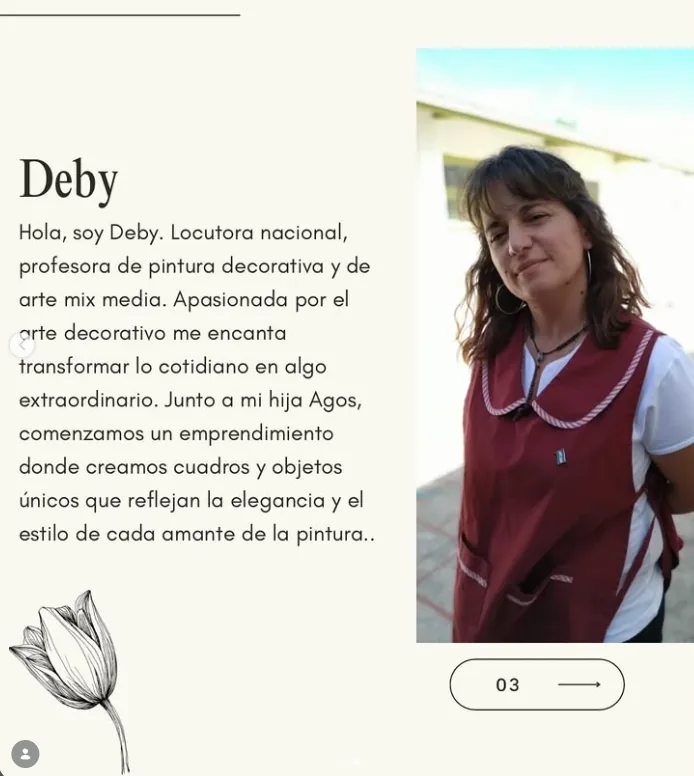 Deby
Hola, soy Deby. Locutora nacional,
profesora de pintura decorativa y de
arte mix media. Apasionada por el
arte decorativo me encanta
transformar lo cotidiano en algo
extraordinario. Junto a mi hija Agos,
comenzamos un emprendimiento
donde creamos cuadros y objetos
únicos que reflejan la elegancia y el
estilo de cada amante de la pintura..
03